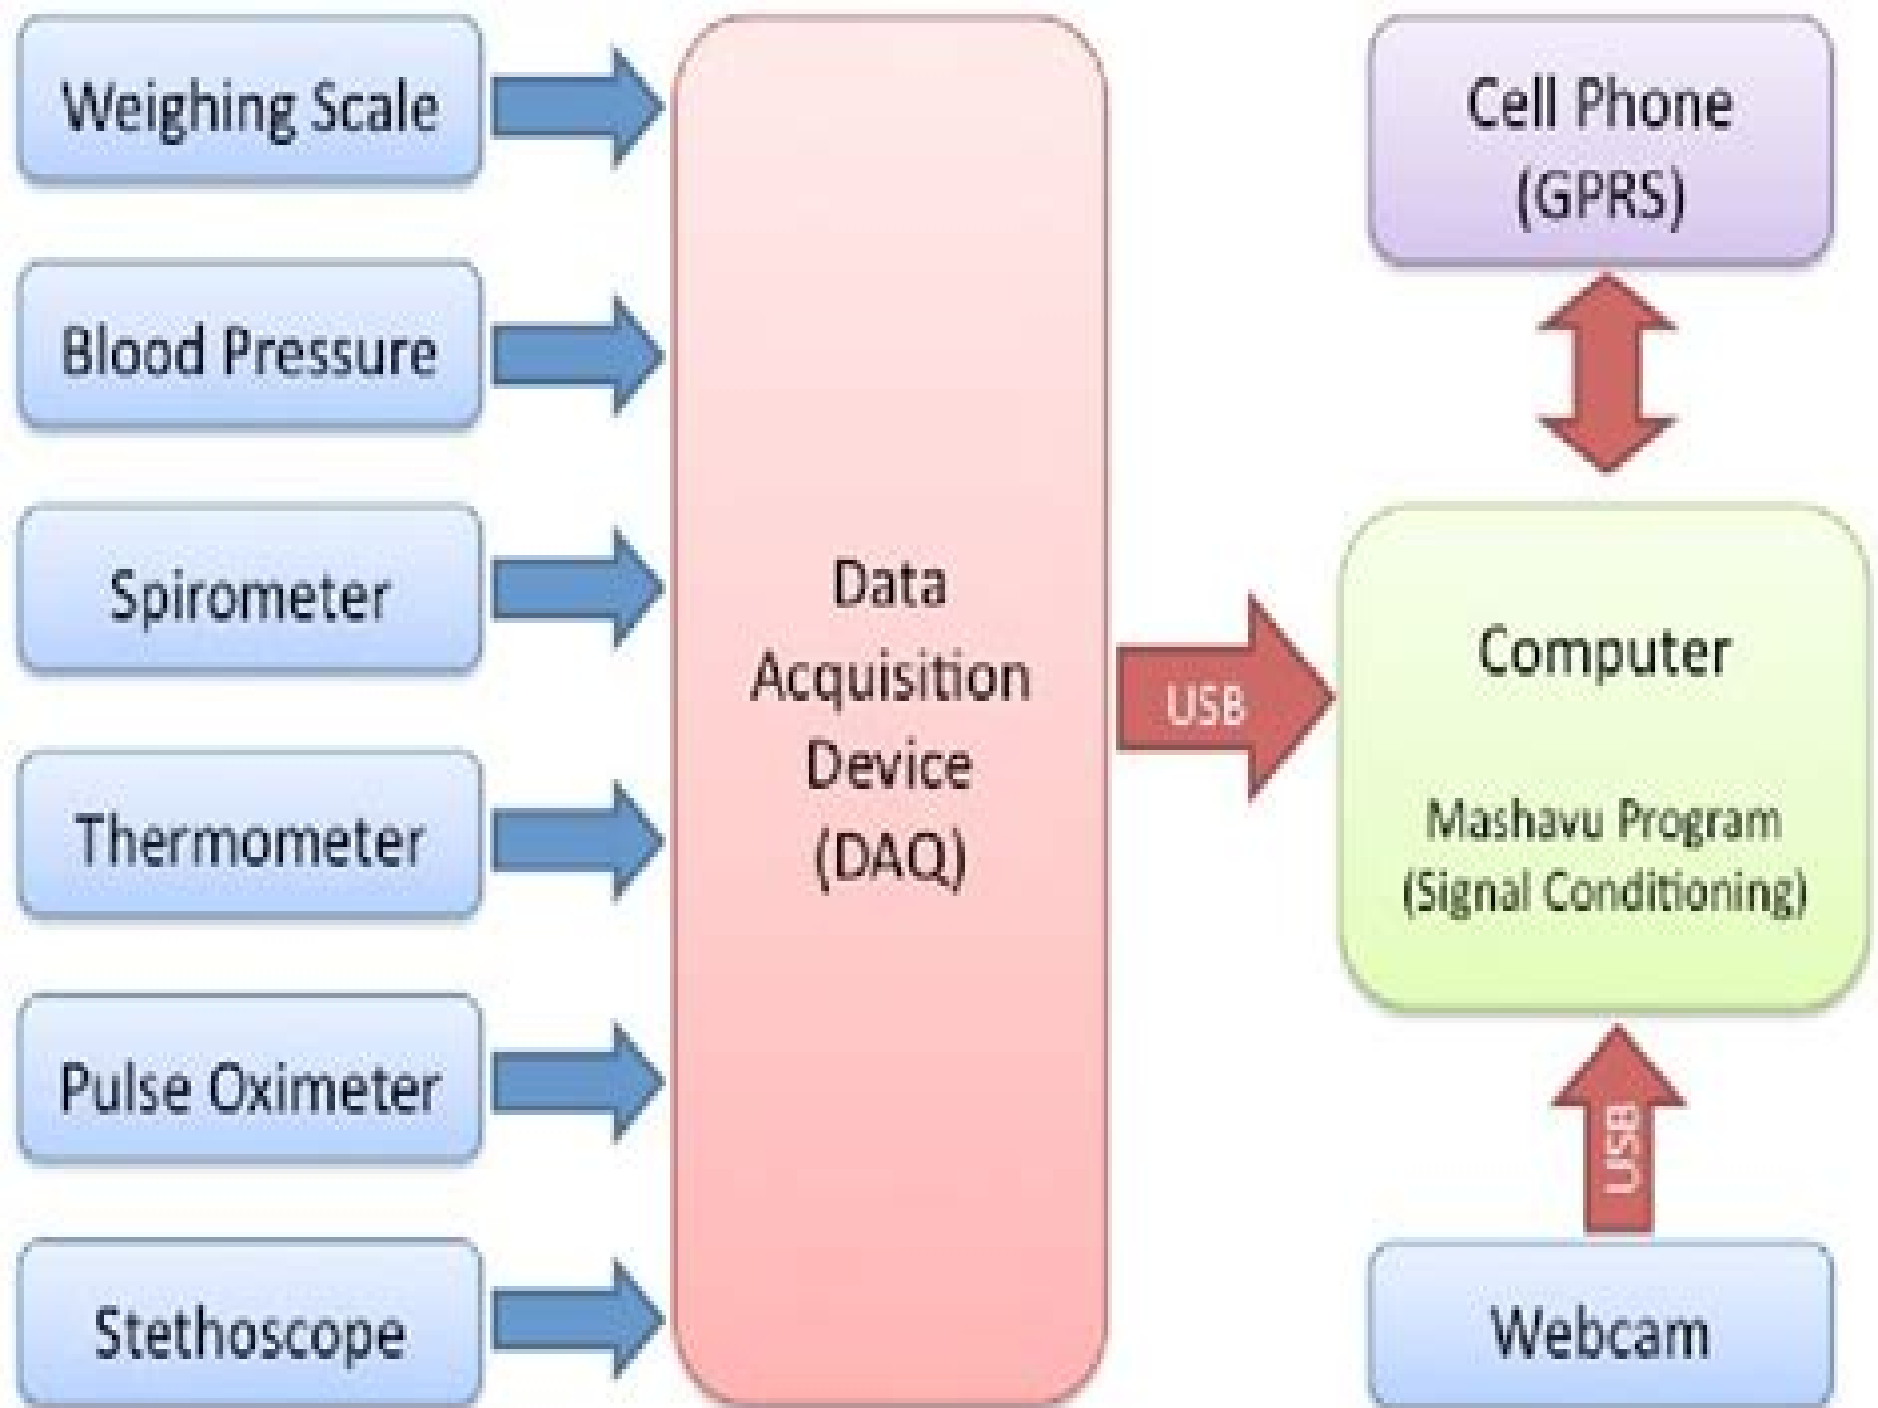 Weighing Scale
Blood Pressure
Spirometer
Thermometer
Pulse Oximeter
Stethoscope
Data
Acquisition
Device
(DAQ)
USB
Cell Phone
(GPRS)
Computer
Mashavu Program
(Signal Conditioning)
USB
Webcam